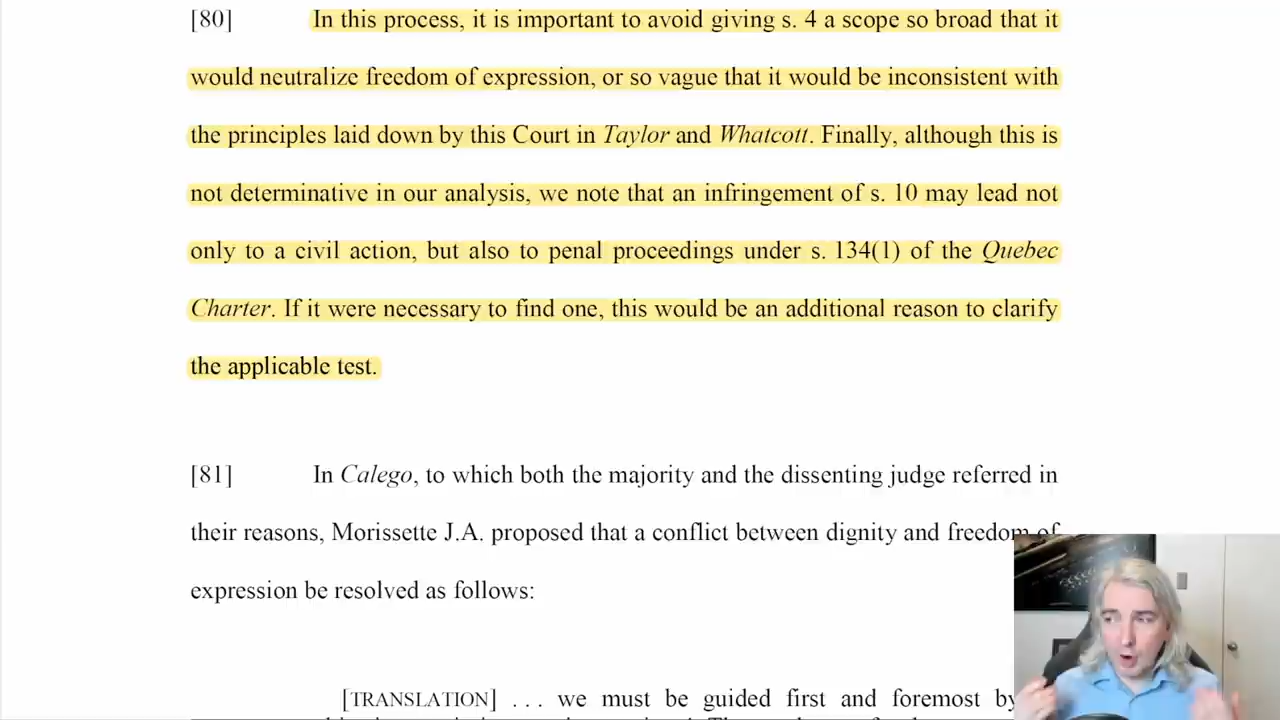 [80] In this process, it is important to avoid giving s. 4 a scope so broad that it
would neutralize freedom of expression, or so vague that it would be inconsistent with
the principles laid down by this Court in Taylor and Whatcott. Finally, although this is
not determinative in our analysis, we note that an infringement of s. 10 may lead not
only to a civil action, but also to penal proceedings under s. 134(1) of the Quebec
Charter. If it were necessary to find one, this would be an additional reason to clarify
the applicable test.
[81] In Calego, to which both the majority and the dissenting judge referred in
their reasons, Morissette J.A. proposed that a conflict between dignity and freedom of
expression be resolved as follows:
[TRANSLATION] . . . we must be guided first and foremost by